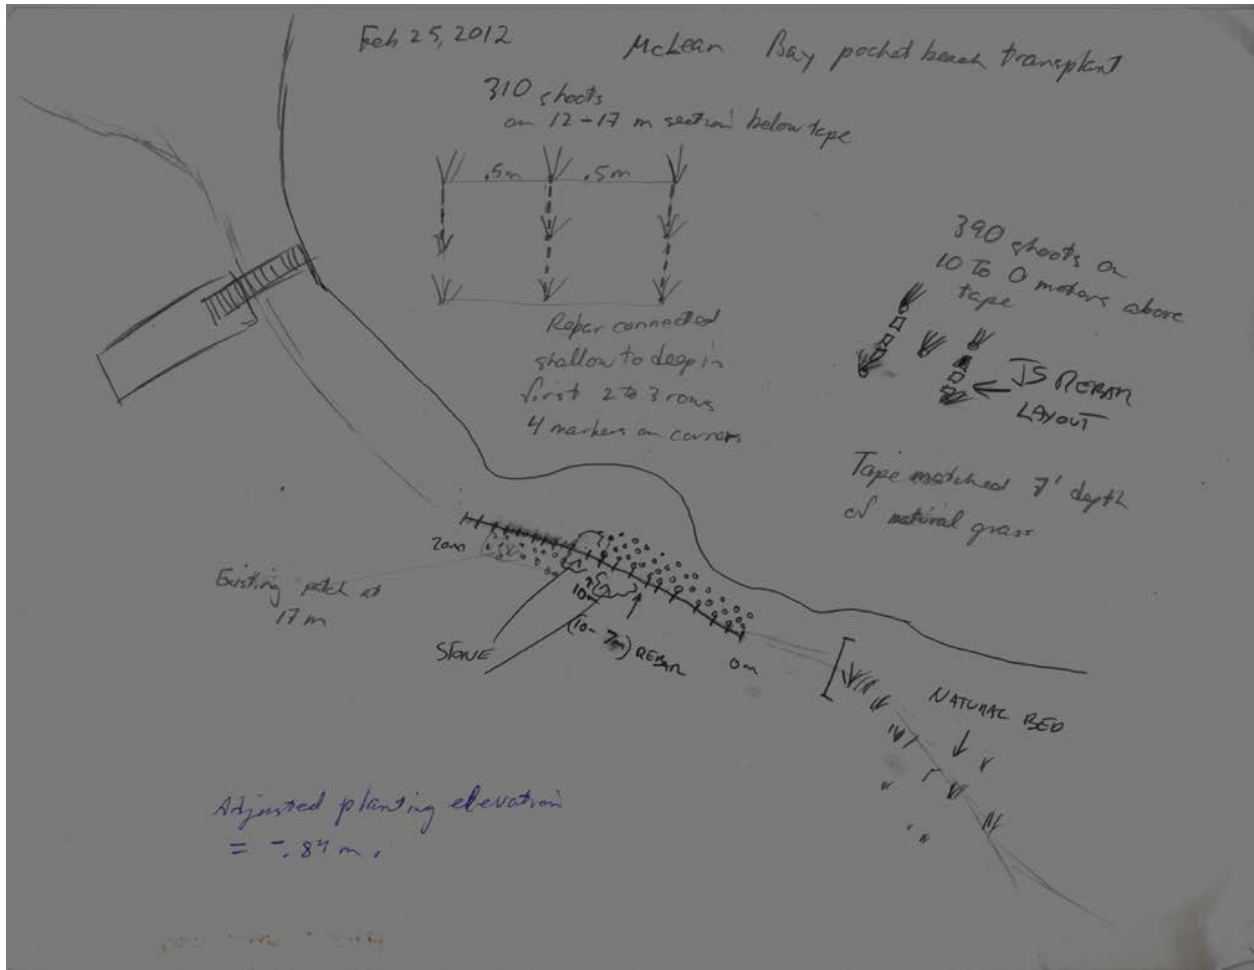 Feb 25, 2012
McLean Bay pocket beach transplant
310 shoots
on 12-17 m section below tape
.5m .5m
Rebar connected
shallow to deep in
first 2 to 3 rows
4 markers on corners
390 shoots on
10 to 0 meters above
tape
JS REBAR
LAYOUT
Tape matched 7' depth
of natural grass
20m
Existing patch at
17 m
10m
STONE
(10-7m) REBAR
0m
NATURAL BED
Adjusted planting elevation
= -.84 m.